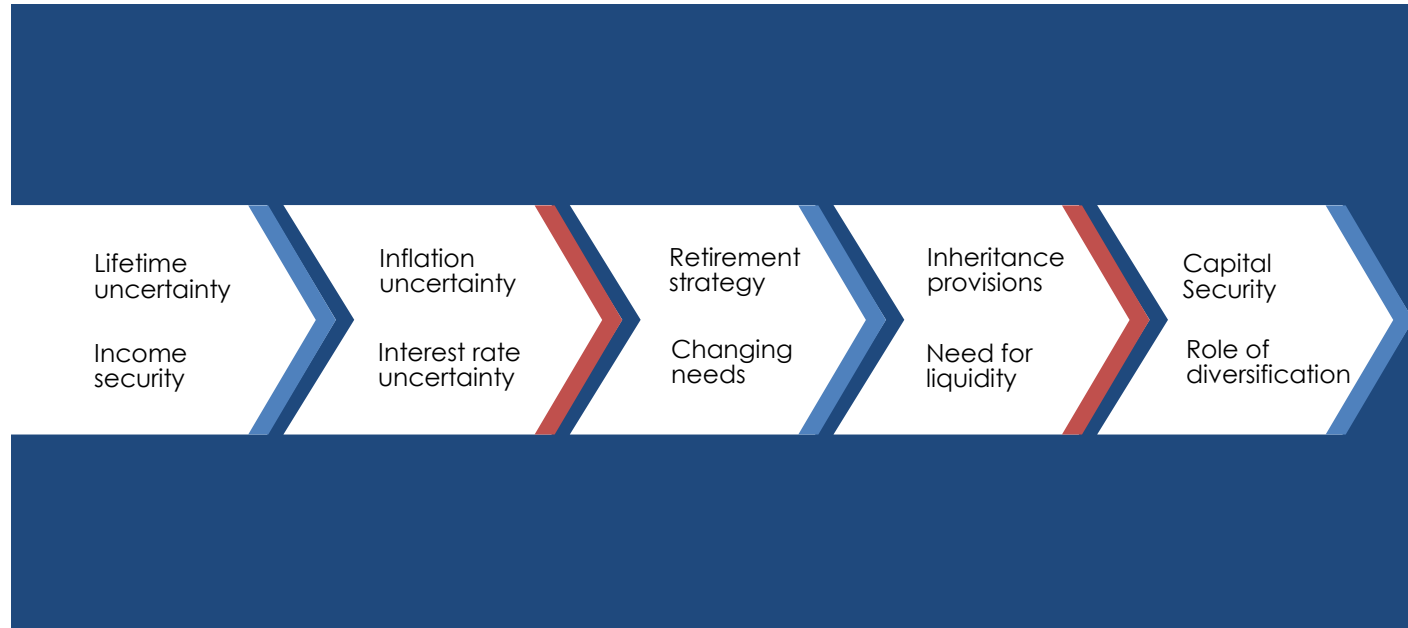 Lifetime
uncertainty
Income
security
Inflation
uncertainty
Interest rate
uncertainty
Retirement
strategy
Changing
needs
Inheritance
provisions
Need for
liquidity
Capital
Security
Role of
diversification